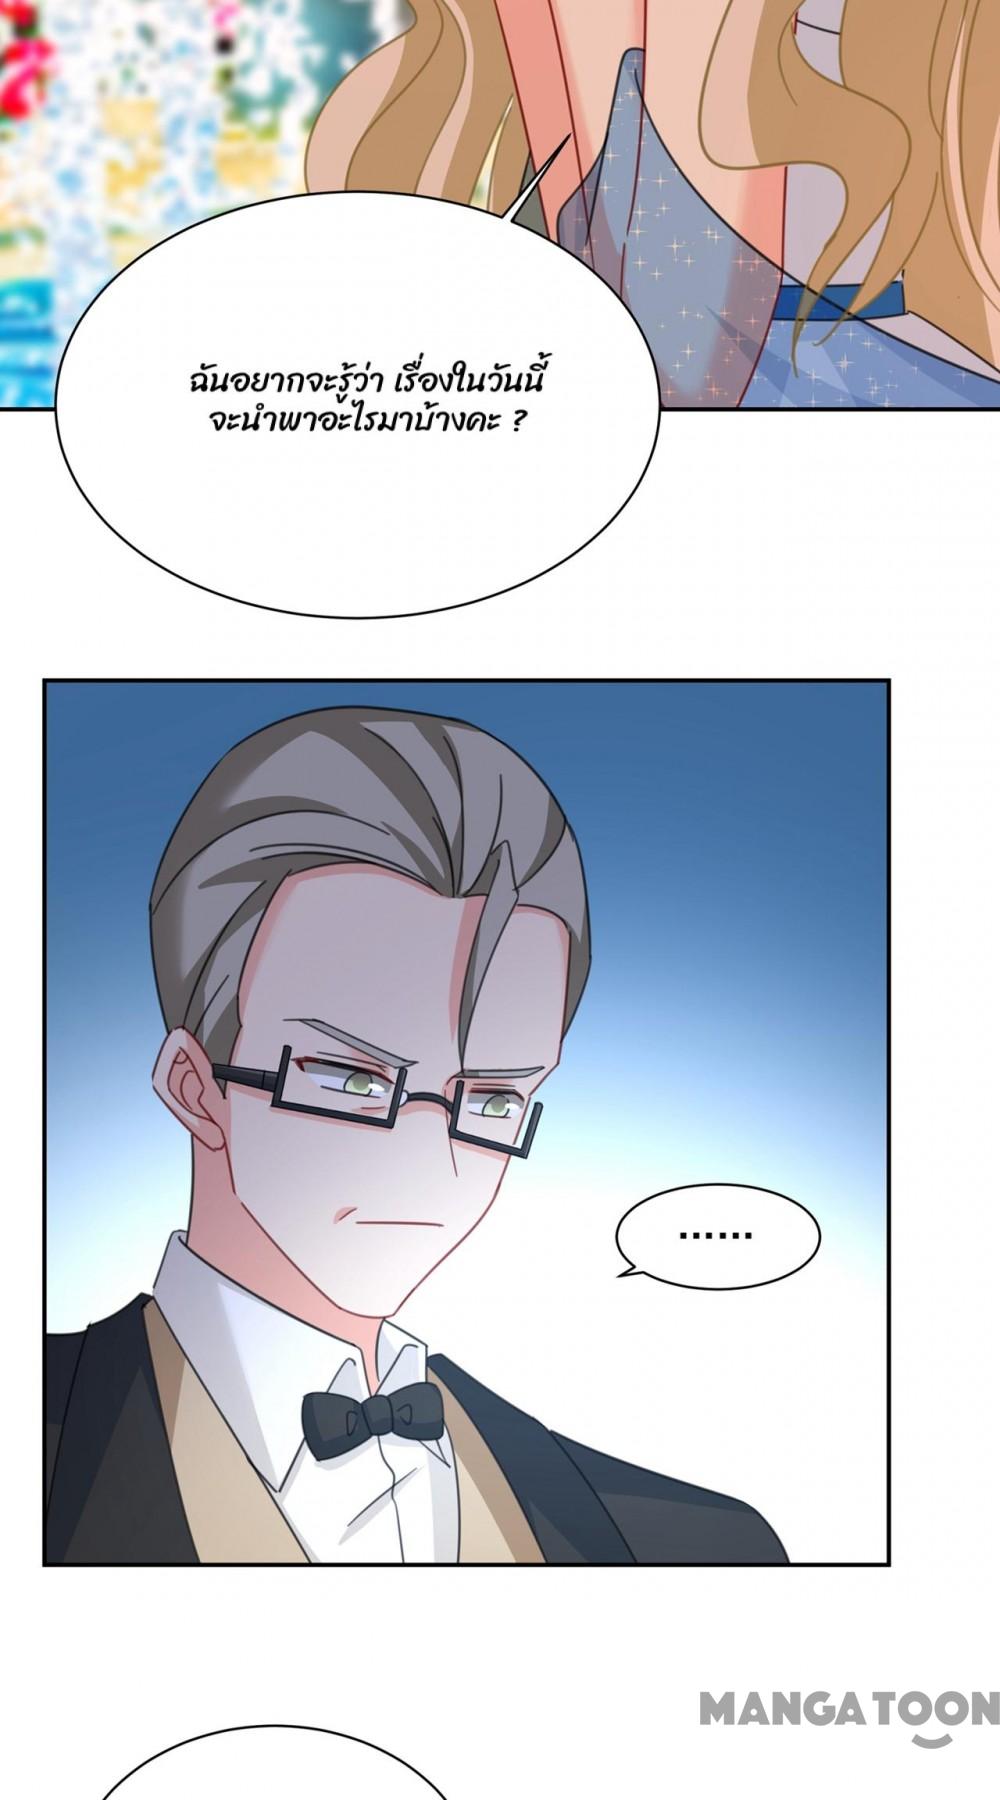 ฉันอยากจะรู้ว่า เรื่องในวันนี้
จะนำพาอะไรมาบ้างคะ ?
......
MANGATOON